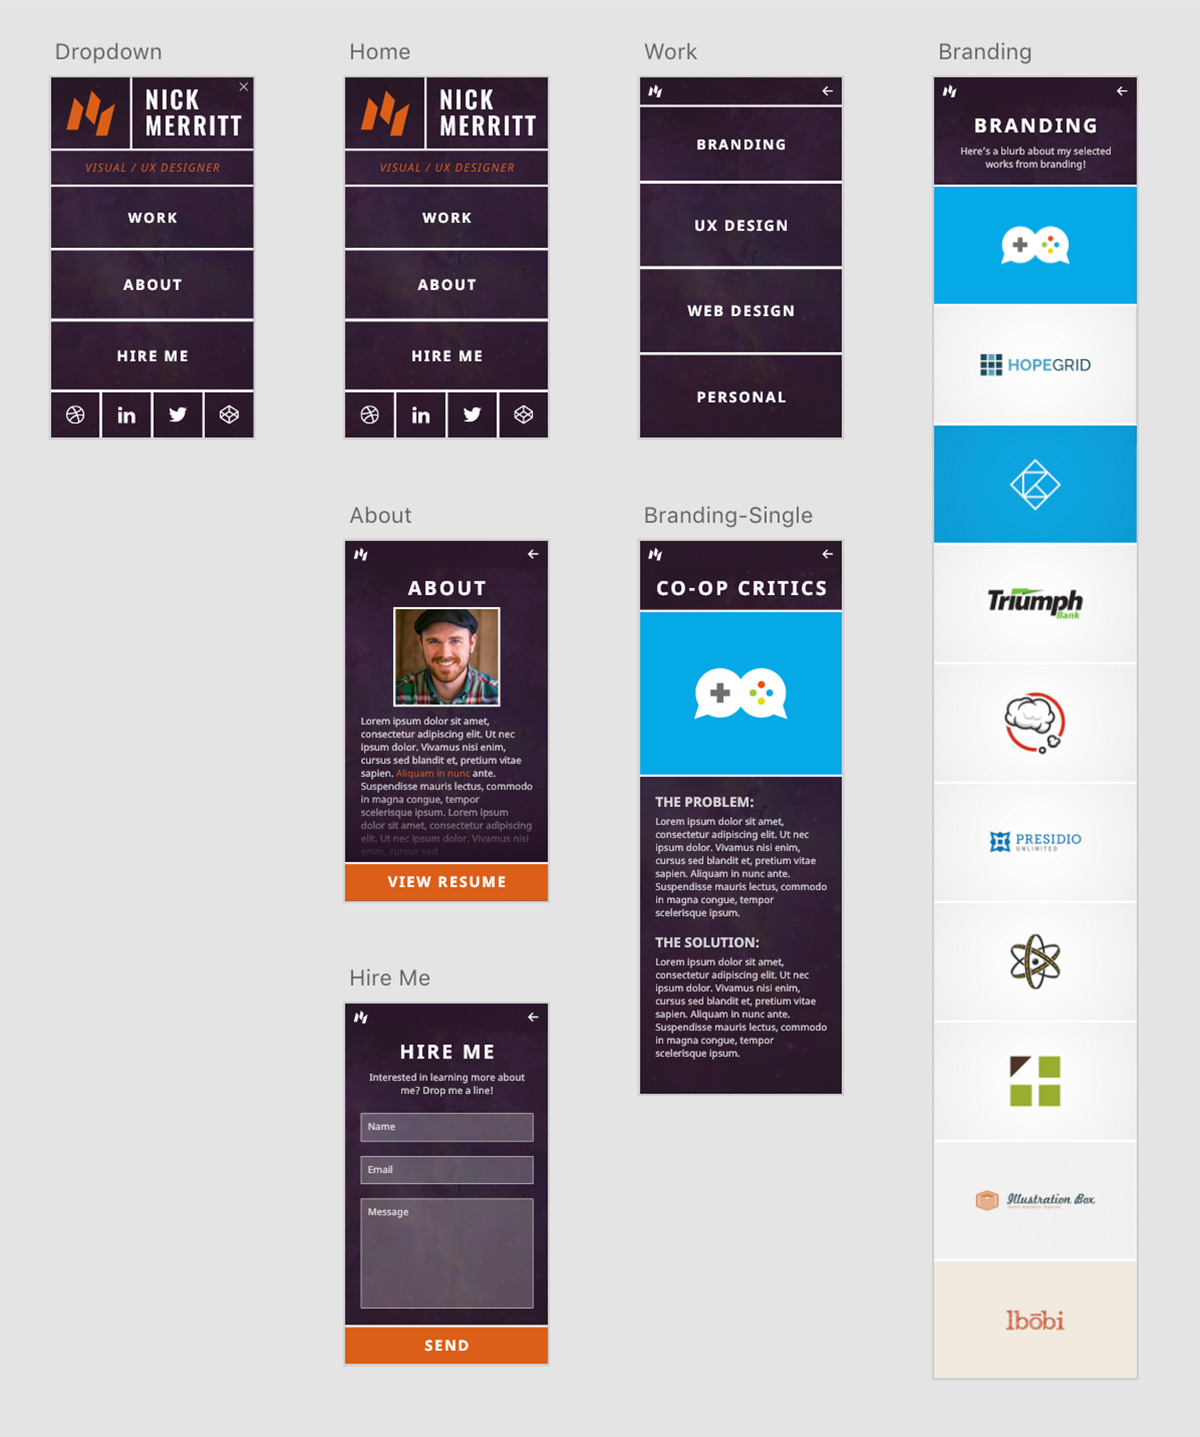 Dropdown
NICK
MERRITT
VISUAL / UX DESIGNER
WORK
ABOUT
HIRE ME
in
Home
NICK
MERRITT
VISUAL / UX DESIGNER
WORK
ABOUT
HIRE ME
in
Work
BRANDING
UX DESIGN
WEB DESIGN
PERSONAL
Branding
BRANDING
Here's a blurb about my selected
works from branding!
HOPEGRID
Triumph
Bank
PRESIDIO
UNLIMITED
Illustration Box
lbōbi
About
ABOUT
Lorem ipsum dolor sit amet,
consectetur adipiscing elit. Ut nec
ipsum dolor. Vivamus nisi enim,
cursus sed blandit et, pretium vitae
sapien. Aliquam in nunc ante.
Suspendisse mauris lectus, commodo
in magna congue, tempor
scelerisque ipsum. Lorem ipsum
dolor sit amet, consectetur adipiscing
elit. Ut nec ipsum dolor. Vivamus nisi
enim, cursus sed
VIEW RESUME
Branding-Single
CO-OP CRITICS
THE PROBLEM:
Lorem ipsum dolor sit amet,
consectetur adipiscing elit. Ut nec
ipsum dolor. Vivamus nisi enim,
cursus sed blandit et, pretium vitae
sapien. Aliquam in nunc ante.
Suspendisse mauris lectus, commodo
in magna congue, tempor
scelerisque ipsum.
THE SOLUTION:
Lorem ipsum dolor sit amet,
consectetur adipiscing elit. Ut nec
ipsum dolor. Vivamus nisi enim,
cursus sed blandit et, pretium vitae
sapien. Aliquam in nunc ante.
Suspendisse mauris lectus, commodo
in magna congue, tempor
scelerisque ipsum.
Hire Me
HIRE ME
Interested in learning more about
me? Drop me a line!
Name
Email
Message
SEND